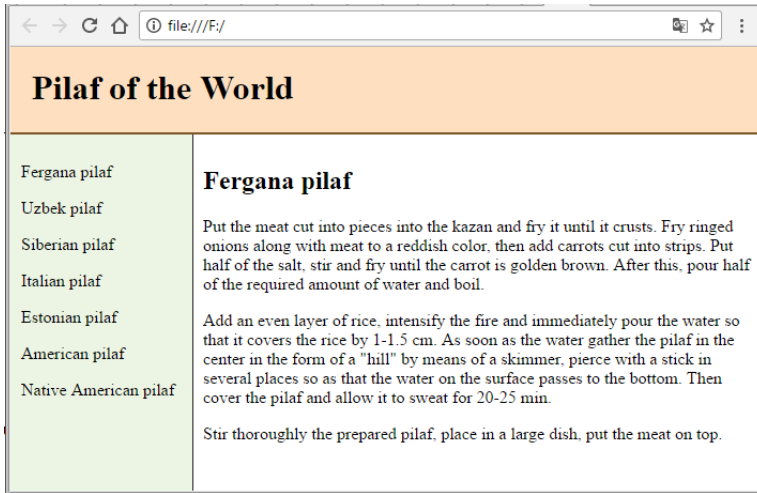 file:///F:/
Pilaf of the World
Fergana pilaf
Uzbek pilaf
Siberian pilaf
Italian pilaf
Estonian pilaf
American pilaf
Native American pilaf
Fergana pilaf
Put the meat cut into pieces into the kazan and fry it until it crusts. Fry ringed
onions along with meat to a reddish color, then add carrots cut into strips. Put
half of the salt, stir and fry until the carrot is golden brown. After this, pour half
of the required amount of water and boil.
Add an even layer of rice, intensify the fire and immediately pour the water so
that it covers the rice by 1-1.5 cm. As soon as the water gather the pilaf in the
center in the form of a "hill" by means of a skimmer, pierce with a stick in
several places so as that the water on the surface passes to the bottom. Then
cover the pilaf and allow it to sweat for 20-25 min.
Stir thoroughly the prepared pilaf, place in a large dish, put the meat on top.